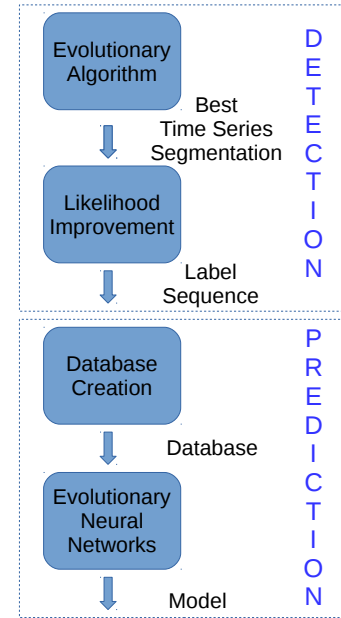 Evolutionary
Algorithm
Best
Time Series
Segmentation
Likelihood
Improvement
Label
Sequence
DETECTION
Database
Creation
Database
Evolutionary
Neural
Networks
Model
PREDICTION